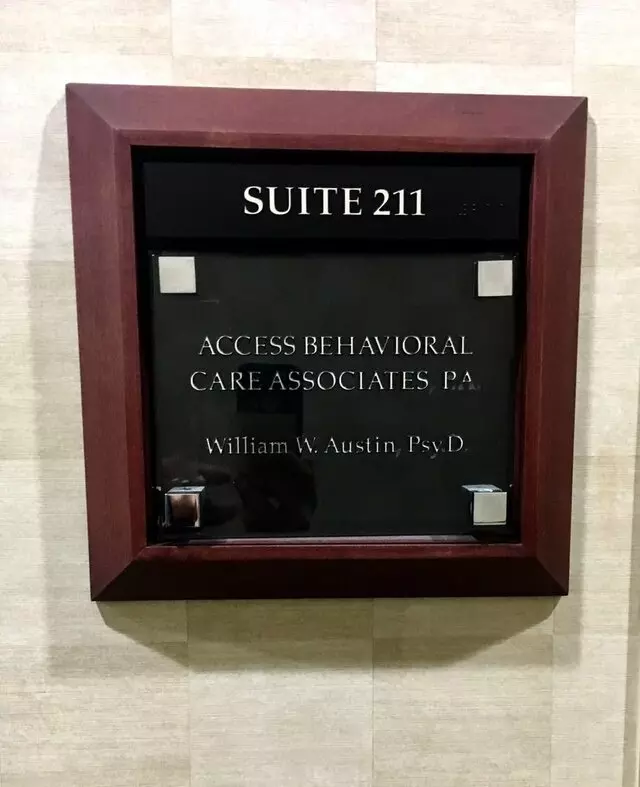 SUITE 211
ACCESS BEHAVIORAL
CARE ASSOCIATES, P.A.
William W. Austin, Psy.D.